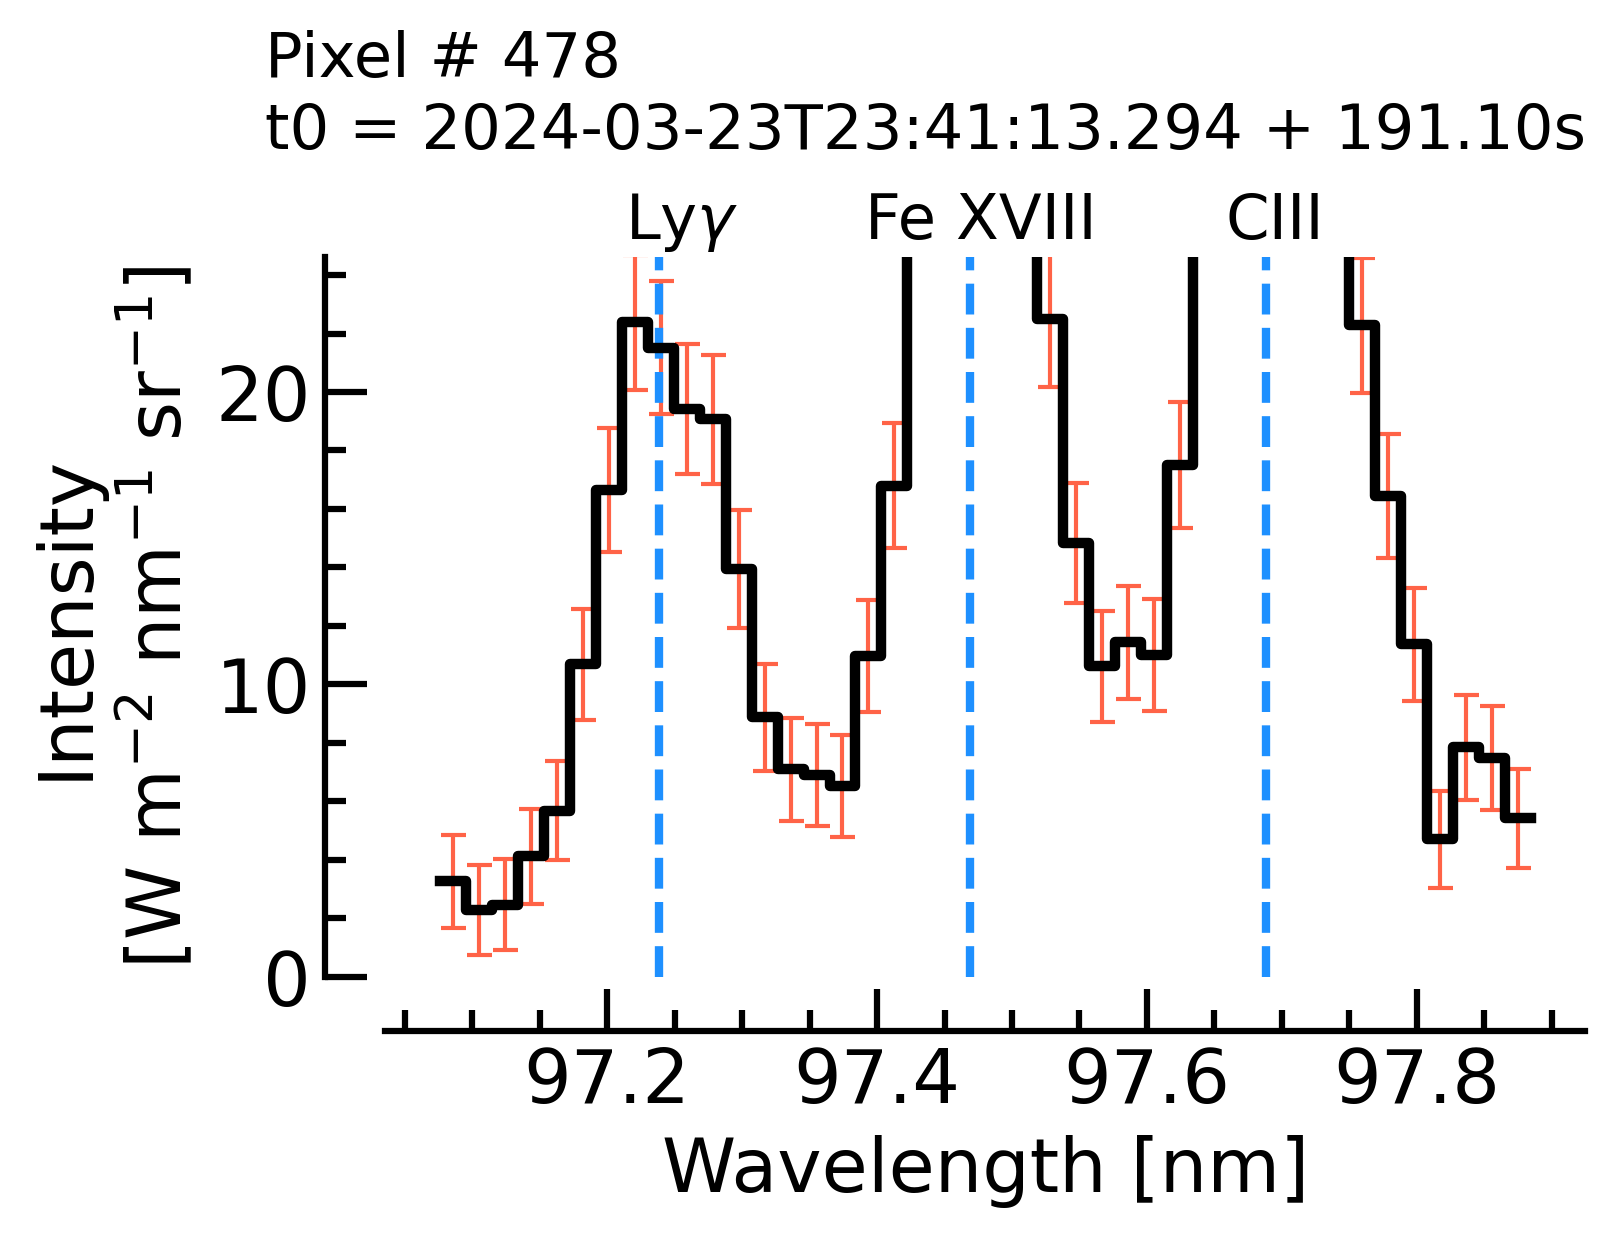 Pixel # 478
t0 = 2024-03-23T23:41:13.294 + 191.10s
Lyγ Fe XVIII CIII
Intensity
[W m⁻² nm⁻¹ sr⁻¹]
20
10
0
97.2 97.4 97.6 97.8
Wavelength [nm]